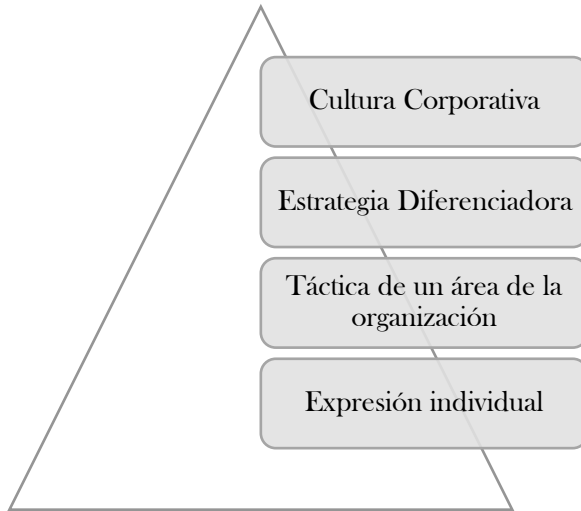 Cultura Corporativa
Estrategia Diferenciadora
Táctica de un área de la
organización
Expresión individual